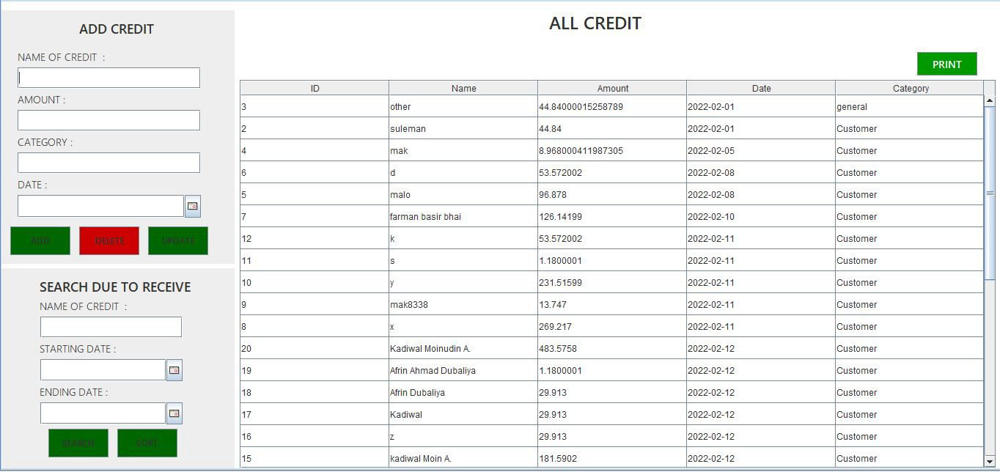 ADD CREDIT
NAME OF CREDIT :
AMOUNT :
CATEGORY :
DATE :
ADD DELETE UPDATE
SEARCH DUE TO RECEIVE
NAME OF CREDIT :
STARTING DATE :
ENDING DATE :
SEARCH SORT
ALL CREDIT
PRINT
ID Name Amount Date Category
3 other 44.84000015258789 2022-02-01 general
2 suleman 44.84 2022-02-01 Customer
4 mak 8.968000411987305 2022-02-05 Customer
6 d 53.572002 2022-02-08 Customer
5 malo 96.878 2022-02-08 Customer
7 farman basir bhai 126.14199 2022-02-10 Customer
12 k 53.572002 2022-02-11 Customer
11 s 1.1800001 2022-02-11 Customer
10 y 231.51599 2022-02-11 Customer
9 mak8338 13.747 2022-02-11 Customer
8 x 269.217 2022-02-11 Customer
20 Kadiwal Moinudin A. 483.5758 2022-02-12 Customer
19 Afrin Ahmad Dubaliya 1.1800001 2022-02-12 Customer
18 Afrin Dubaliya 29.913 2022-02-12 Customer
17 Kadiwal 29.913 2022-02-12 Customer
16 z 29.913 2022-02-12 Customer
15 kadiwal Moin A. 181.5902 2022-02-12 Customer